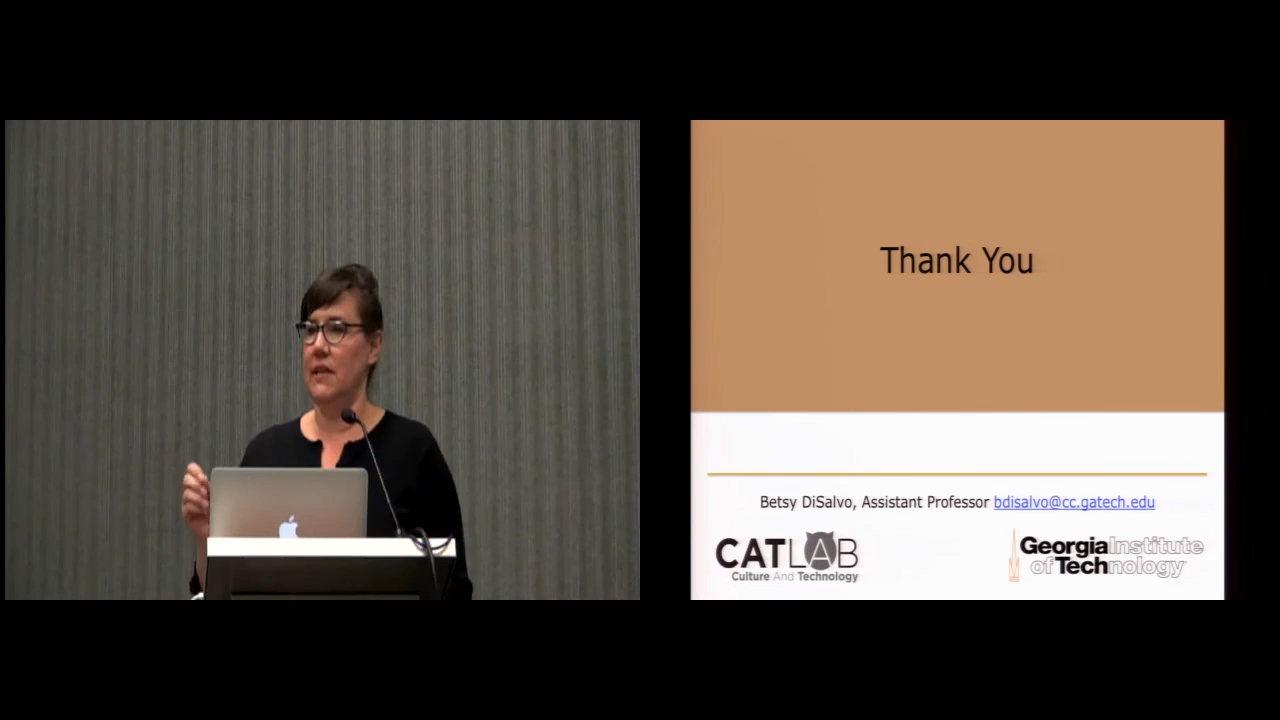 Thank You
Betsy DiSalvo, Assistant Professor bdisalvo@cc.gatech.edu
CATLAB
Culture And Technology
Georgia Institute
of Technology